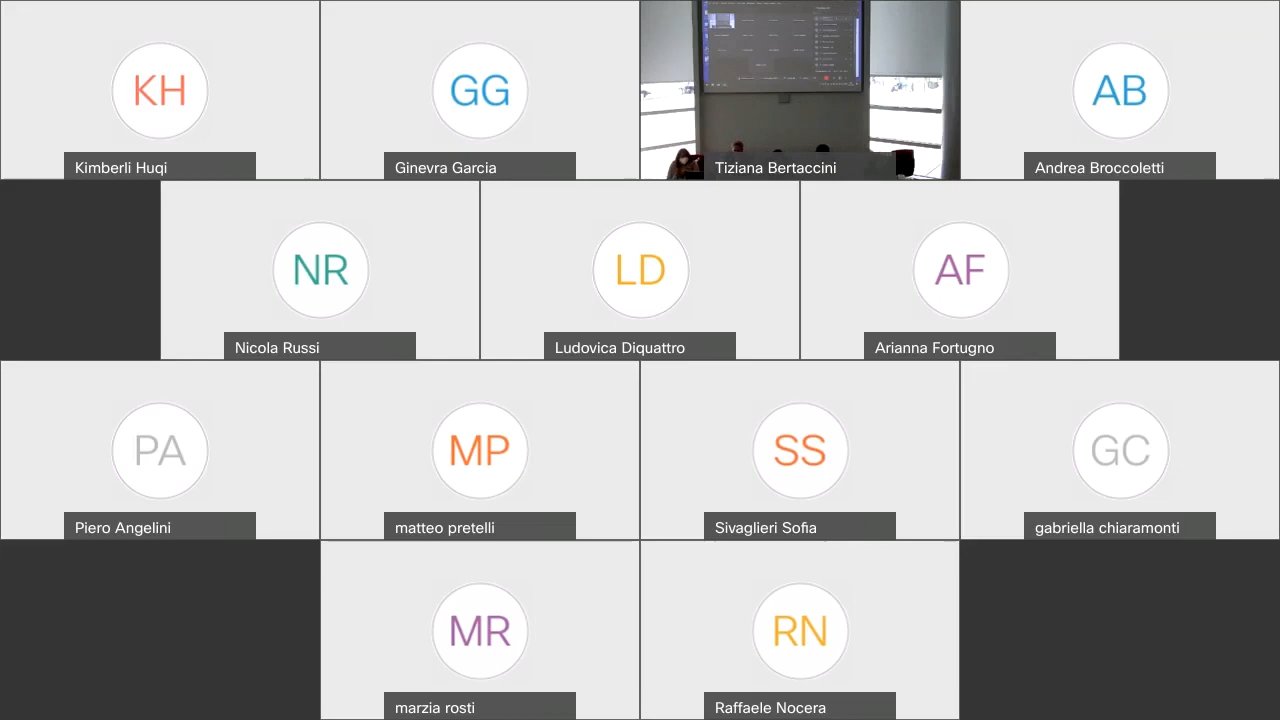 KH
Kimberli Huqi
GG
Ginevra Garcia
Tiziana Bertaccini
AB
Andrea Broccoletti
NR
Nicola Russi
LD
Ludovica Diquattro
AF
Arianna Fortugno
PA
Piero Angelini
MP
matteo pretelli
SS
Sivaglieri Sofia
GC
gabriella chiaramonti
MR
marzia rosti
RN
Raffaele Nocera